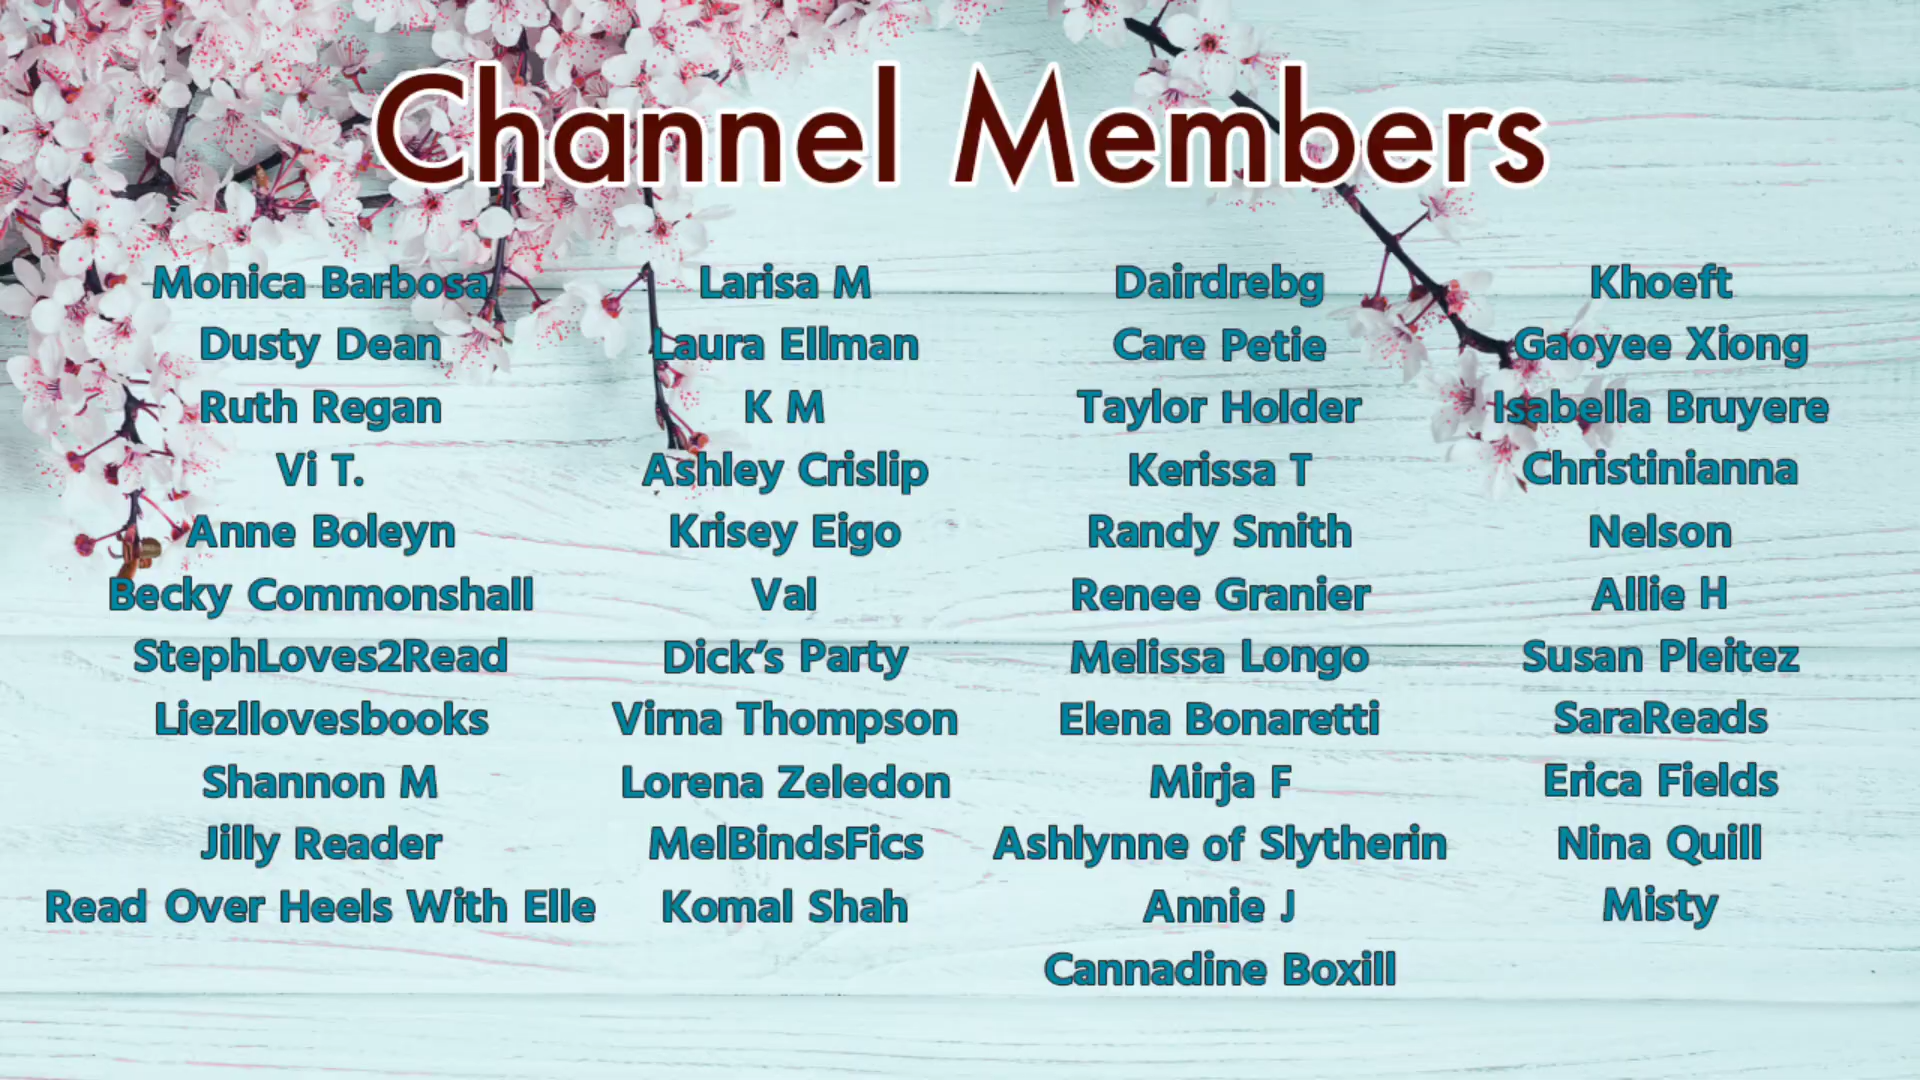 Channel Members
Monica Barbosa
Dusty Dean
Ruth Regan
Vi T.
Anne Boleyn
Becky Commonshall
StephLoves2Read
Liezllovesbooks
Shannon M
Jilly Reader
Read Over Heels With Elle
Larisa M
Laura Ellman
K M
Ashley Crislip
Krisey Eigo
Val
Dick's Party
Virna Thompson
Lorena Zeledon
MelBindsFics
Komal Shah
Dairdrebg
Care Petie
Taylor Holder
Kerissa T
Randy Smith
Renee Granier
Melissa Longo
Elena Bonaretti
Mirja F
Ashlynne of Slytherin
Annie J
Cannadine Boxill
Khoeft
Gaoyee Xiong
Isabella Bruyere
Christinianna
Nelson
Allie H
Susan Pleitez
SaraReads
Erica Fields
Nina Quill
Misty